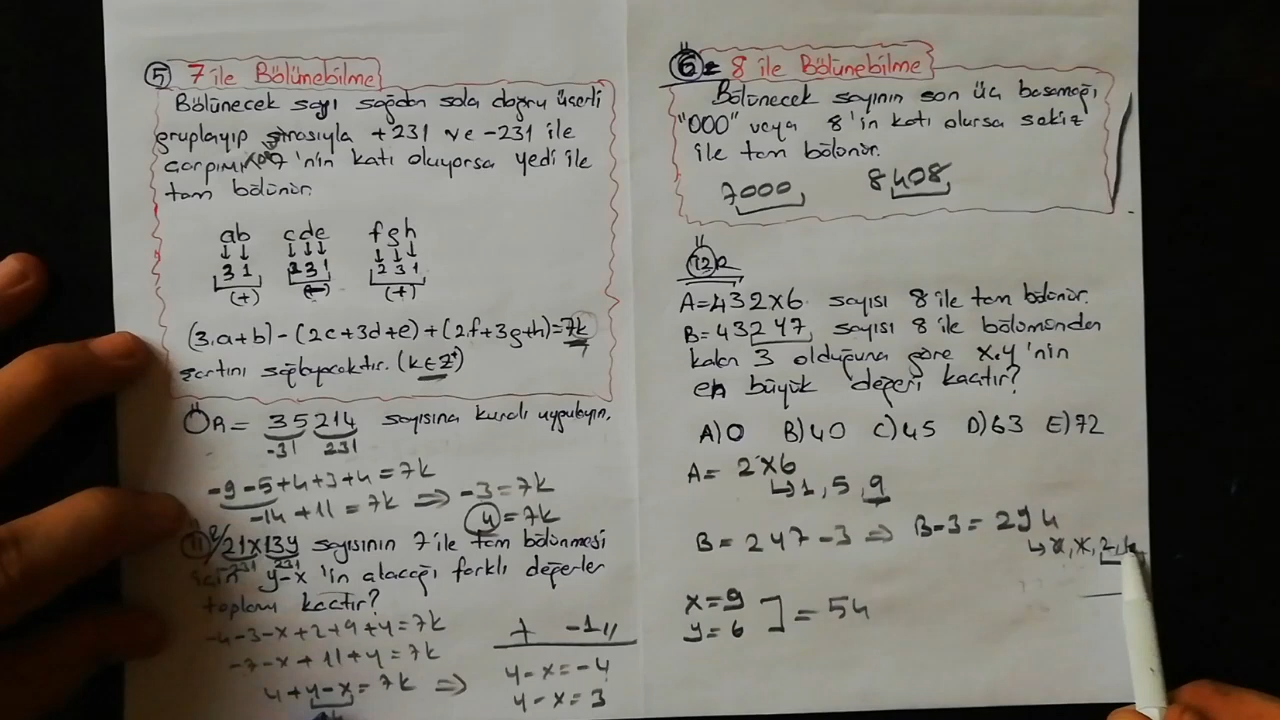 5 7 ile Bölünebilme
Bölünecek sayı sağdan sola doğru üçerli
gruplayıp sırasıyla +231 ve -231 ile
çarpımı 7'nin katı oluyorsa yedi ile
tam bölünür.
ab cde fgh
31 231 231
(+) (-) (+)
(3.a+b)-(2c+3d+e)+(2f+3g+h)=7k
şartını sağlayacaktır. (k∈Z⁺)
Ö A= 35214 sayısına kuralı uygulayın.
-31 231
-9-5+4+3+4=7k
-14+11=7k ⇒ -3=7k
4=7k
11 21x13y sayısının 7 ile tam bölünmesi
231 231
için y-x'in alacağı farklı değerler
toplamı kaçtır?
-4-3-x+2+9+y=7k
-7-x+11+y=7k
4+y-x=7k ⇒
+ -1
y-x=-4
y-x=3
6 8 ile Bölünebilme
Bölünecek sayının son üç basamağı
"000" veya 8'in katı olursa sekiz
ile tam bölünür.
7000 8408
12
A=432x6 sayısı 8 ile tam bölünür.
B=432y7, sayısı 8 ile bölümünden
kalan 3 olduğuna göre x.y'nin
en büyük değeri kaçtır?
A)0 B)40 C)45 D)63 E)72
A= 2x6
↳1, 5, 9
B= 2y7-3 ⇒ B-3=2y4
2,
x=9
y=6 ] = 54